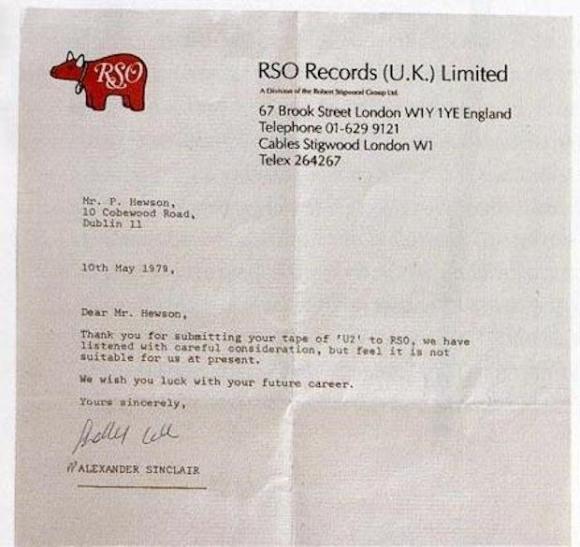 RSO
RSO Records (U.K.) Limited
A Division of the Robert Stigwood Group Ltd.
67 Brook Street London W1Y 1YE England
Telephone 01-629 9121
Cables Stigwood London W1
Telex 264267
Mr. P. Hewson,
10 Cobewood Road,
Dublin 11
10th May 1979,
Dear Mr. Hewson,
Thank you for submitting your tape of 'U2' to RSO, we have
listened with careful consideration, but feel it is not
suitable for us at present.
We wish you luck with your future career.
Yours sincerely,
ALEXANDER SINCLAIR